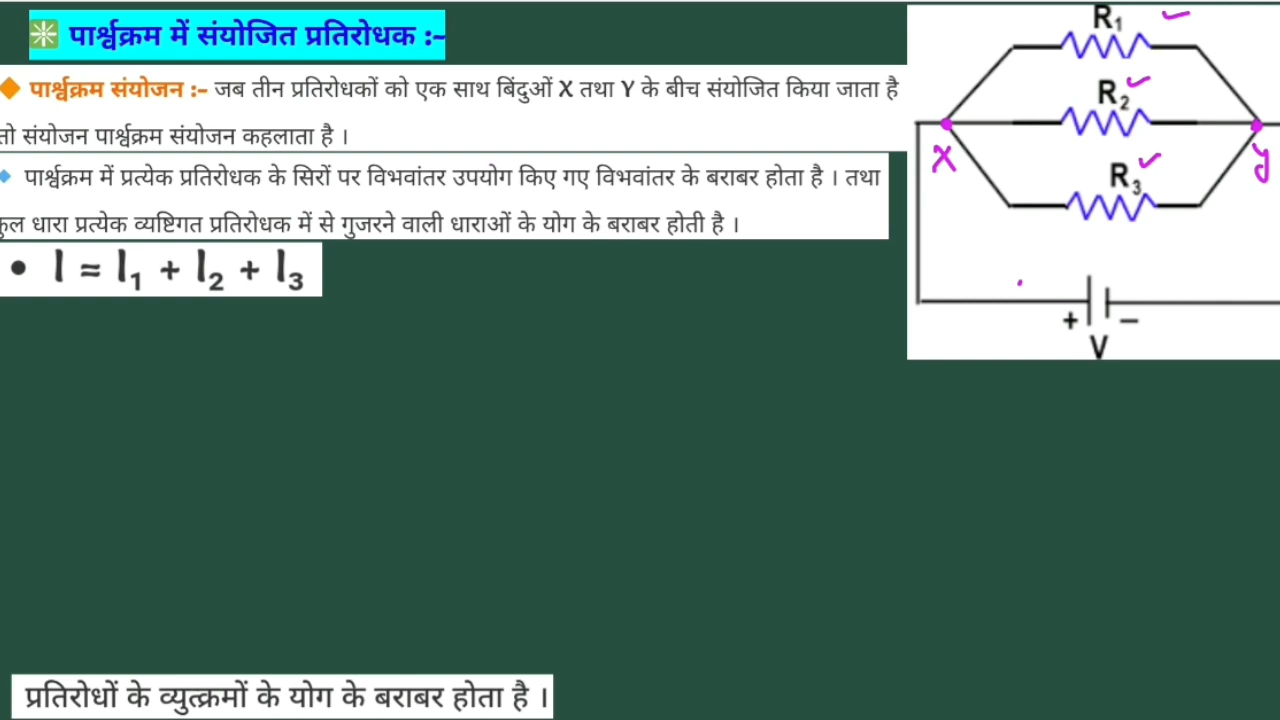 पार्श्वक्रम में संयोजित प्रतिरोधक :~
पार्श्वक्रम संयोजन :- जब तीन प्रतिरोधकों को एक साथ बिंदुओं X तथा Y के बीच संयोजित किया जाता है
तो संयोजन पार्श्वक्रम संयोजन कहलाता है ।
पार्श्वक्रम में प्रत्येक प्रतिरोधक के सिरों पर विभवांतर उपयोग किए गए विभवांतर के बराबर होता है । तथा
कुल धारा प्रत्येक व्यष्टिगत प्रतिरोधक में से गुजरने वाली धाराओं के योग के बराबर होती है ।
• I = I₁ + I₂ + I₃
R₁
R₂
X
R₃
y
+ −
V
प्रतिरोधों के व्युत्क्रमों के योग के बराबर होता है ।